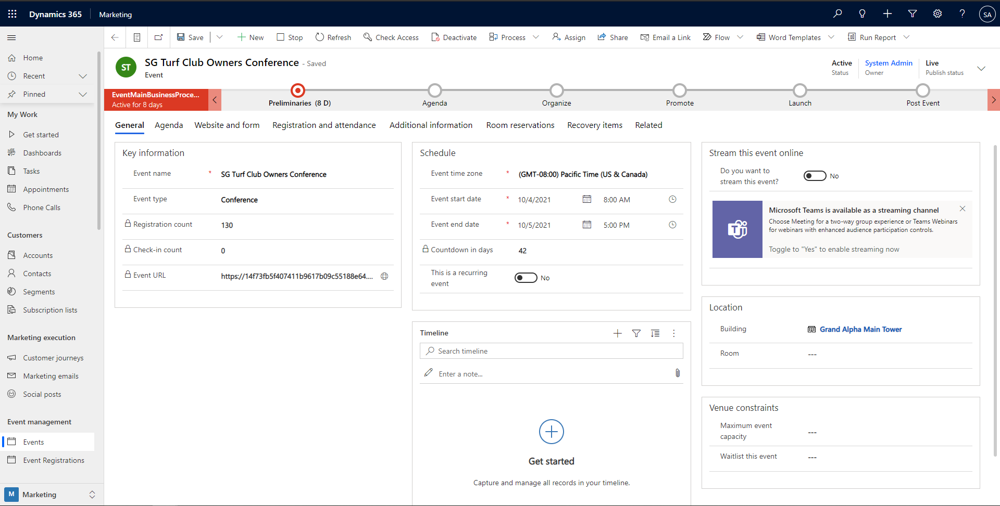 Dynamics 365
Marketing
SA
Save
New
Stop
Refresh
Check Access
Deactivate
Process
Assign
Share
Email a Link
Flow
Word Templates
Run Report
Home
Recent
Pinned
My Work
Get started
Dashboards
Tasks
Appointments
Phone Calls
Customers
Accounts
Contacts
Segments
Subscription lists
Marketing execution
Customer journeys
Marketing emails
Social posts
Event management
Events
Event Registrations
M
Marketing
ST
SG Turf Club Owners Conference - Saved
Event
Active
Status
System Admin
Owner
Live
Publish status
EventMainBusinessProce...
Active for 8 days
Preliminaries (8 D)
Agenda
Organize
Promote
Launch
Post Event
General
Agenda
Website and form
Registration and attendance
Additional information
Room reservations
Recovery items
Related
Key information
Event name * SG Turf Club Owners Conference
Event type Conference
Registration count 130
Check-in count 0
Event URL https://14f73fb5f407411b9617b09c55188e64....
Schedule
Event time zone * (GMT-08:00) Pacific Time (US & Canada)
Event start date * 10/4/2021 8:00 AM
Event end date * 10/5/2021 5:00 PM
Countdown in days 42
This is a recurring
event
No
Timeline
Search timeline
Enter a note...
Get started
Capture and manage all records in your timeline.
Stream this event online
Do you want to
stream this event?
No
Microsoft Teams is available as a streaming channel
Choose Meeting for a two-way group experience or Teams Webinars
for webinars with enhanced audience participation controls.
Toggle to "Yes" to enable streaming now
Location
Building Grand Alpha Main Tower
Room ---
Venue constraints
Maximum event
capacity
---
Waitlist this event ---